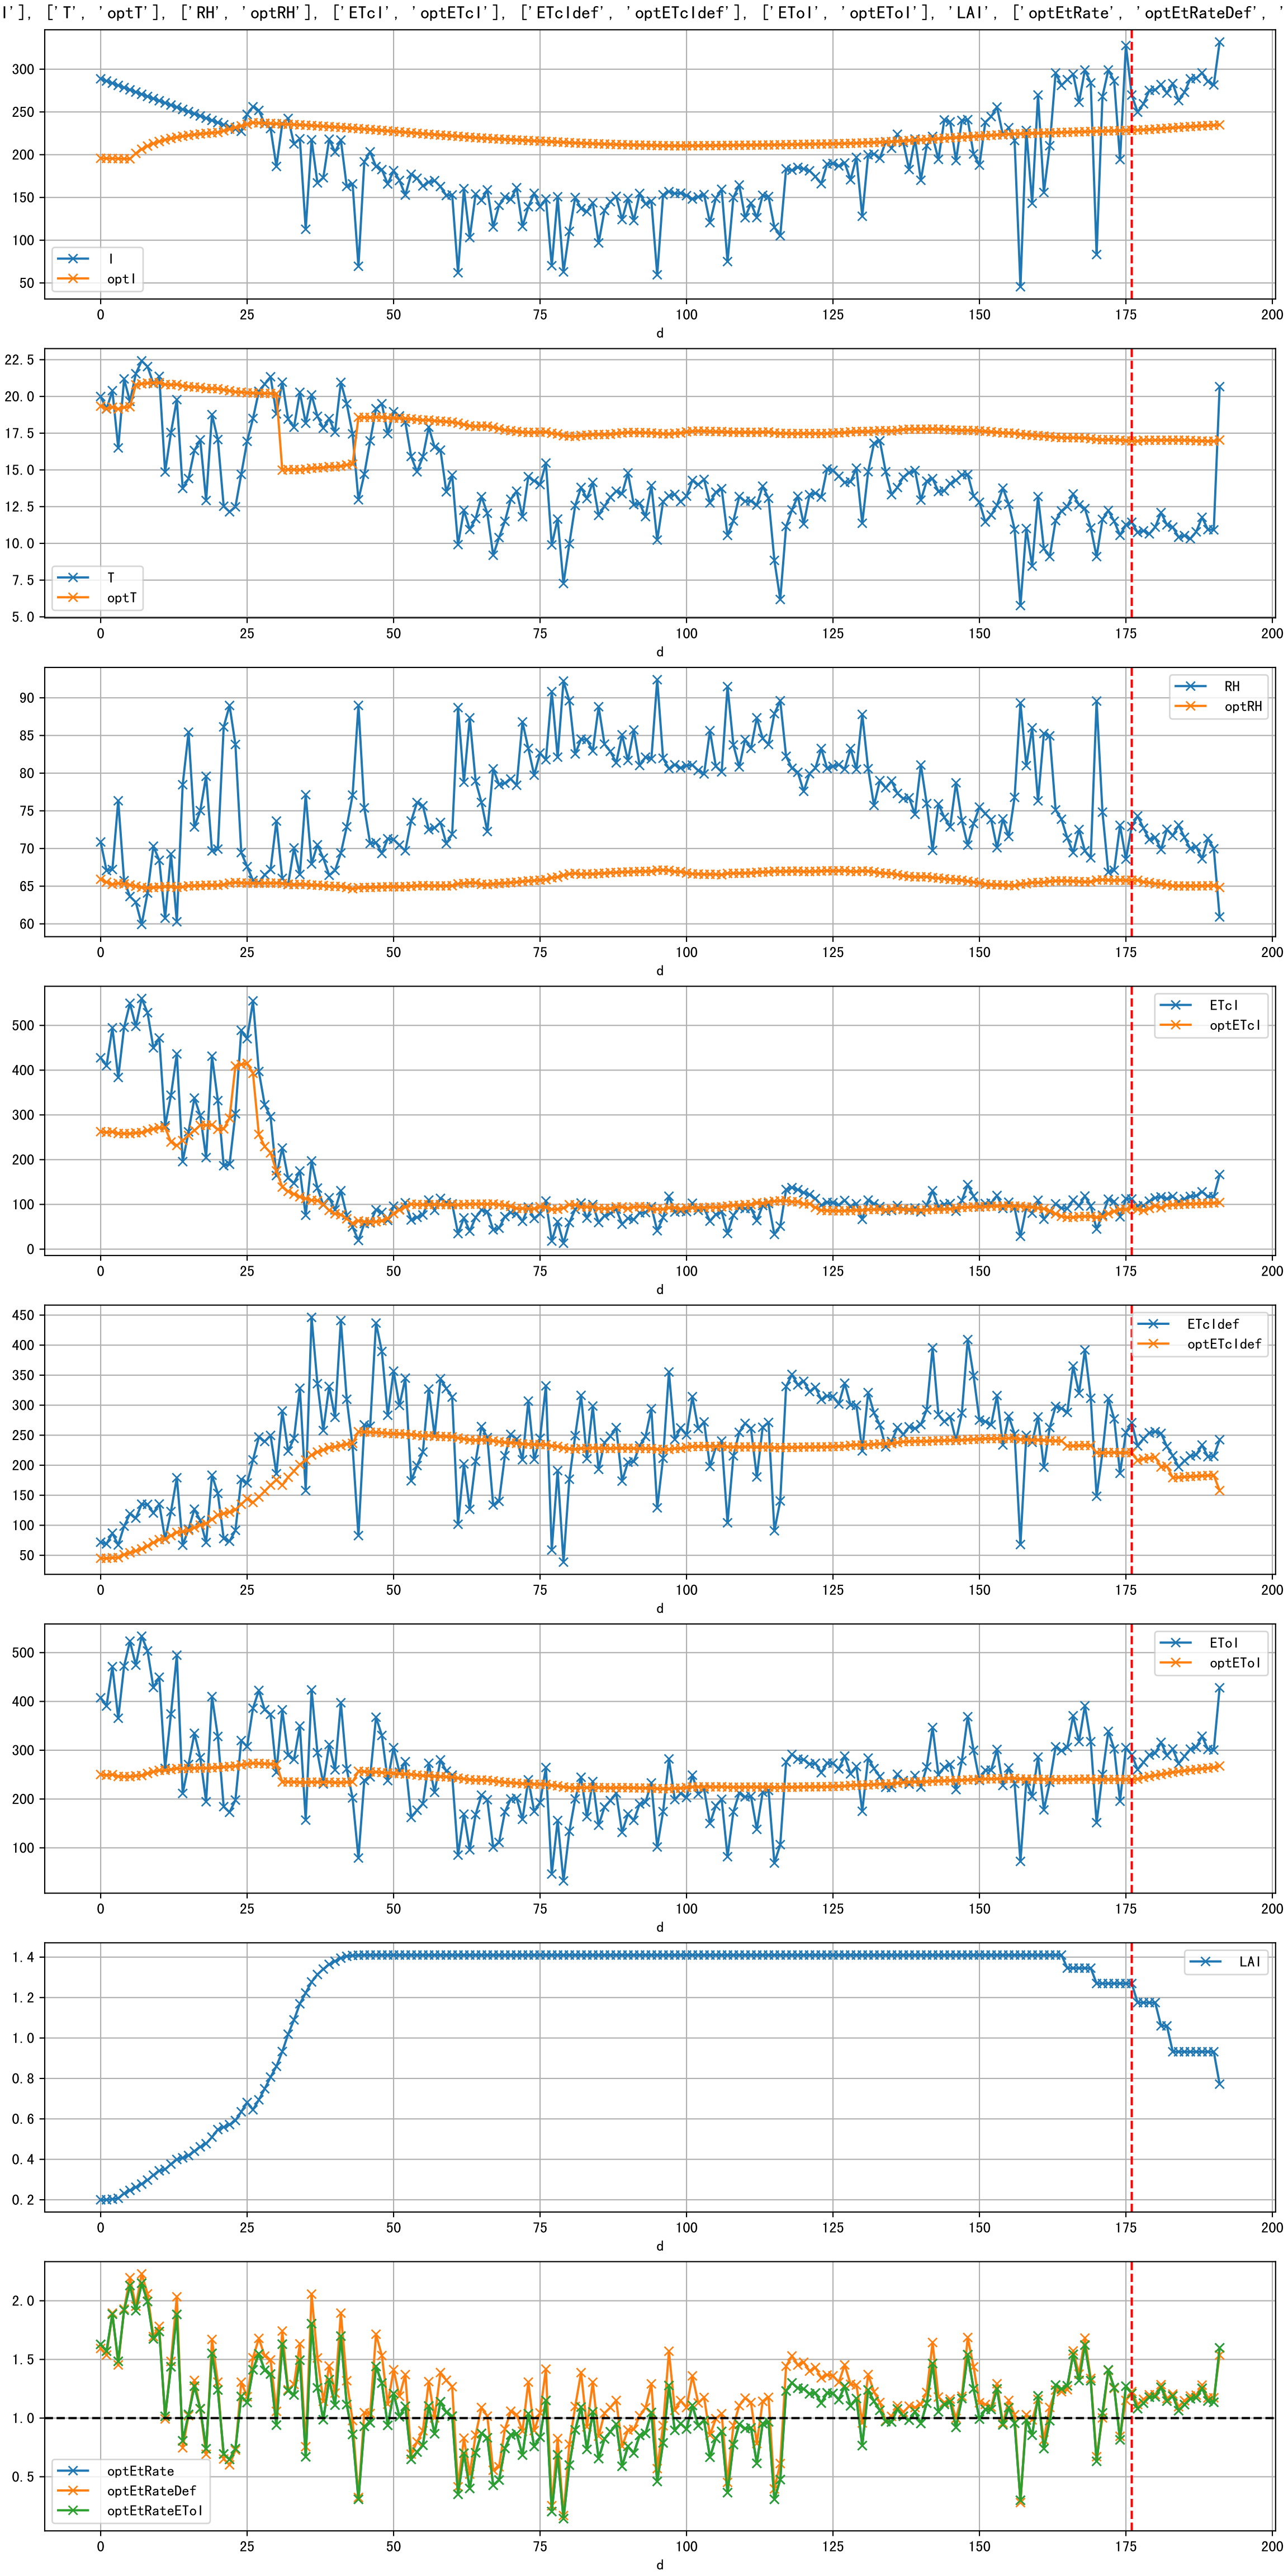 I'], ['T', 'optT'], ['RH', 'optRH'], ['ETcI', 'optETcI'], ['ETcIdef', 'optETcIdef'], ['EToI', 'optEToI'], 'LAI', ['optEtRate', 'optEtRateDef', '
300
250
200
150
100
50
I
optI
0 25 50 75 100 125 150 175 200
d
22.5
20.0
17.5
15.0
12.5
10.0
7.5
5.0
T
optT
0 25 50 75 100 125 150 175 200
d
90
85
80
75
70
65
60
RH
optRH
0 25 50 75 100 125 150 175 200
d
500
400
300
200
100
0
ETcI
optETcI
0 25 50 75 100 125 150 175 200
d
450
400
350
300
250
200
150
100
50
ETcIdef
optETcIdef
0 25 50 75 100 125 150 175 200
d
500
400
300
200
100
EToI
optEToI
0 25 50 75 100 125 150 175 200
d
1.4
1.2
1.0
0.8
0.6
0.4
0.2
LAI
0 25 50 75 100 125 150 175 200
d
2.0
1.5
1.0
0.5
optEtRate
optEtRateDef
optEtRateEToI
0 25 50 75 100 125 150 175 200
d